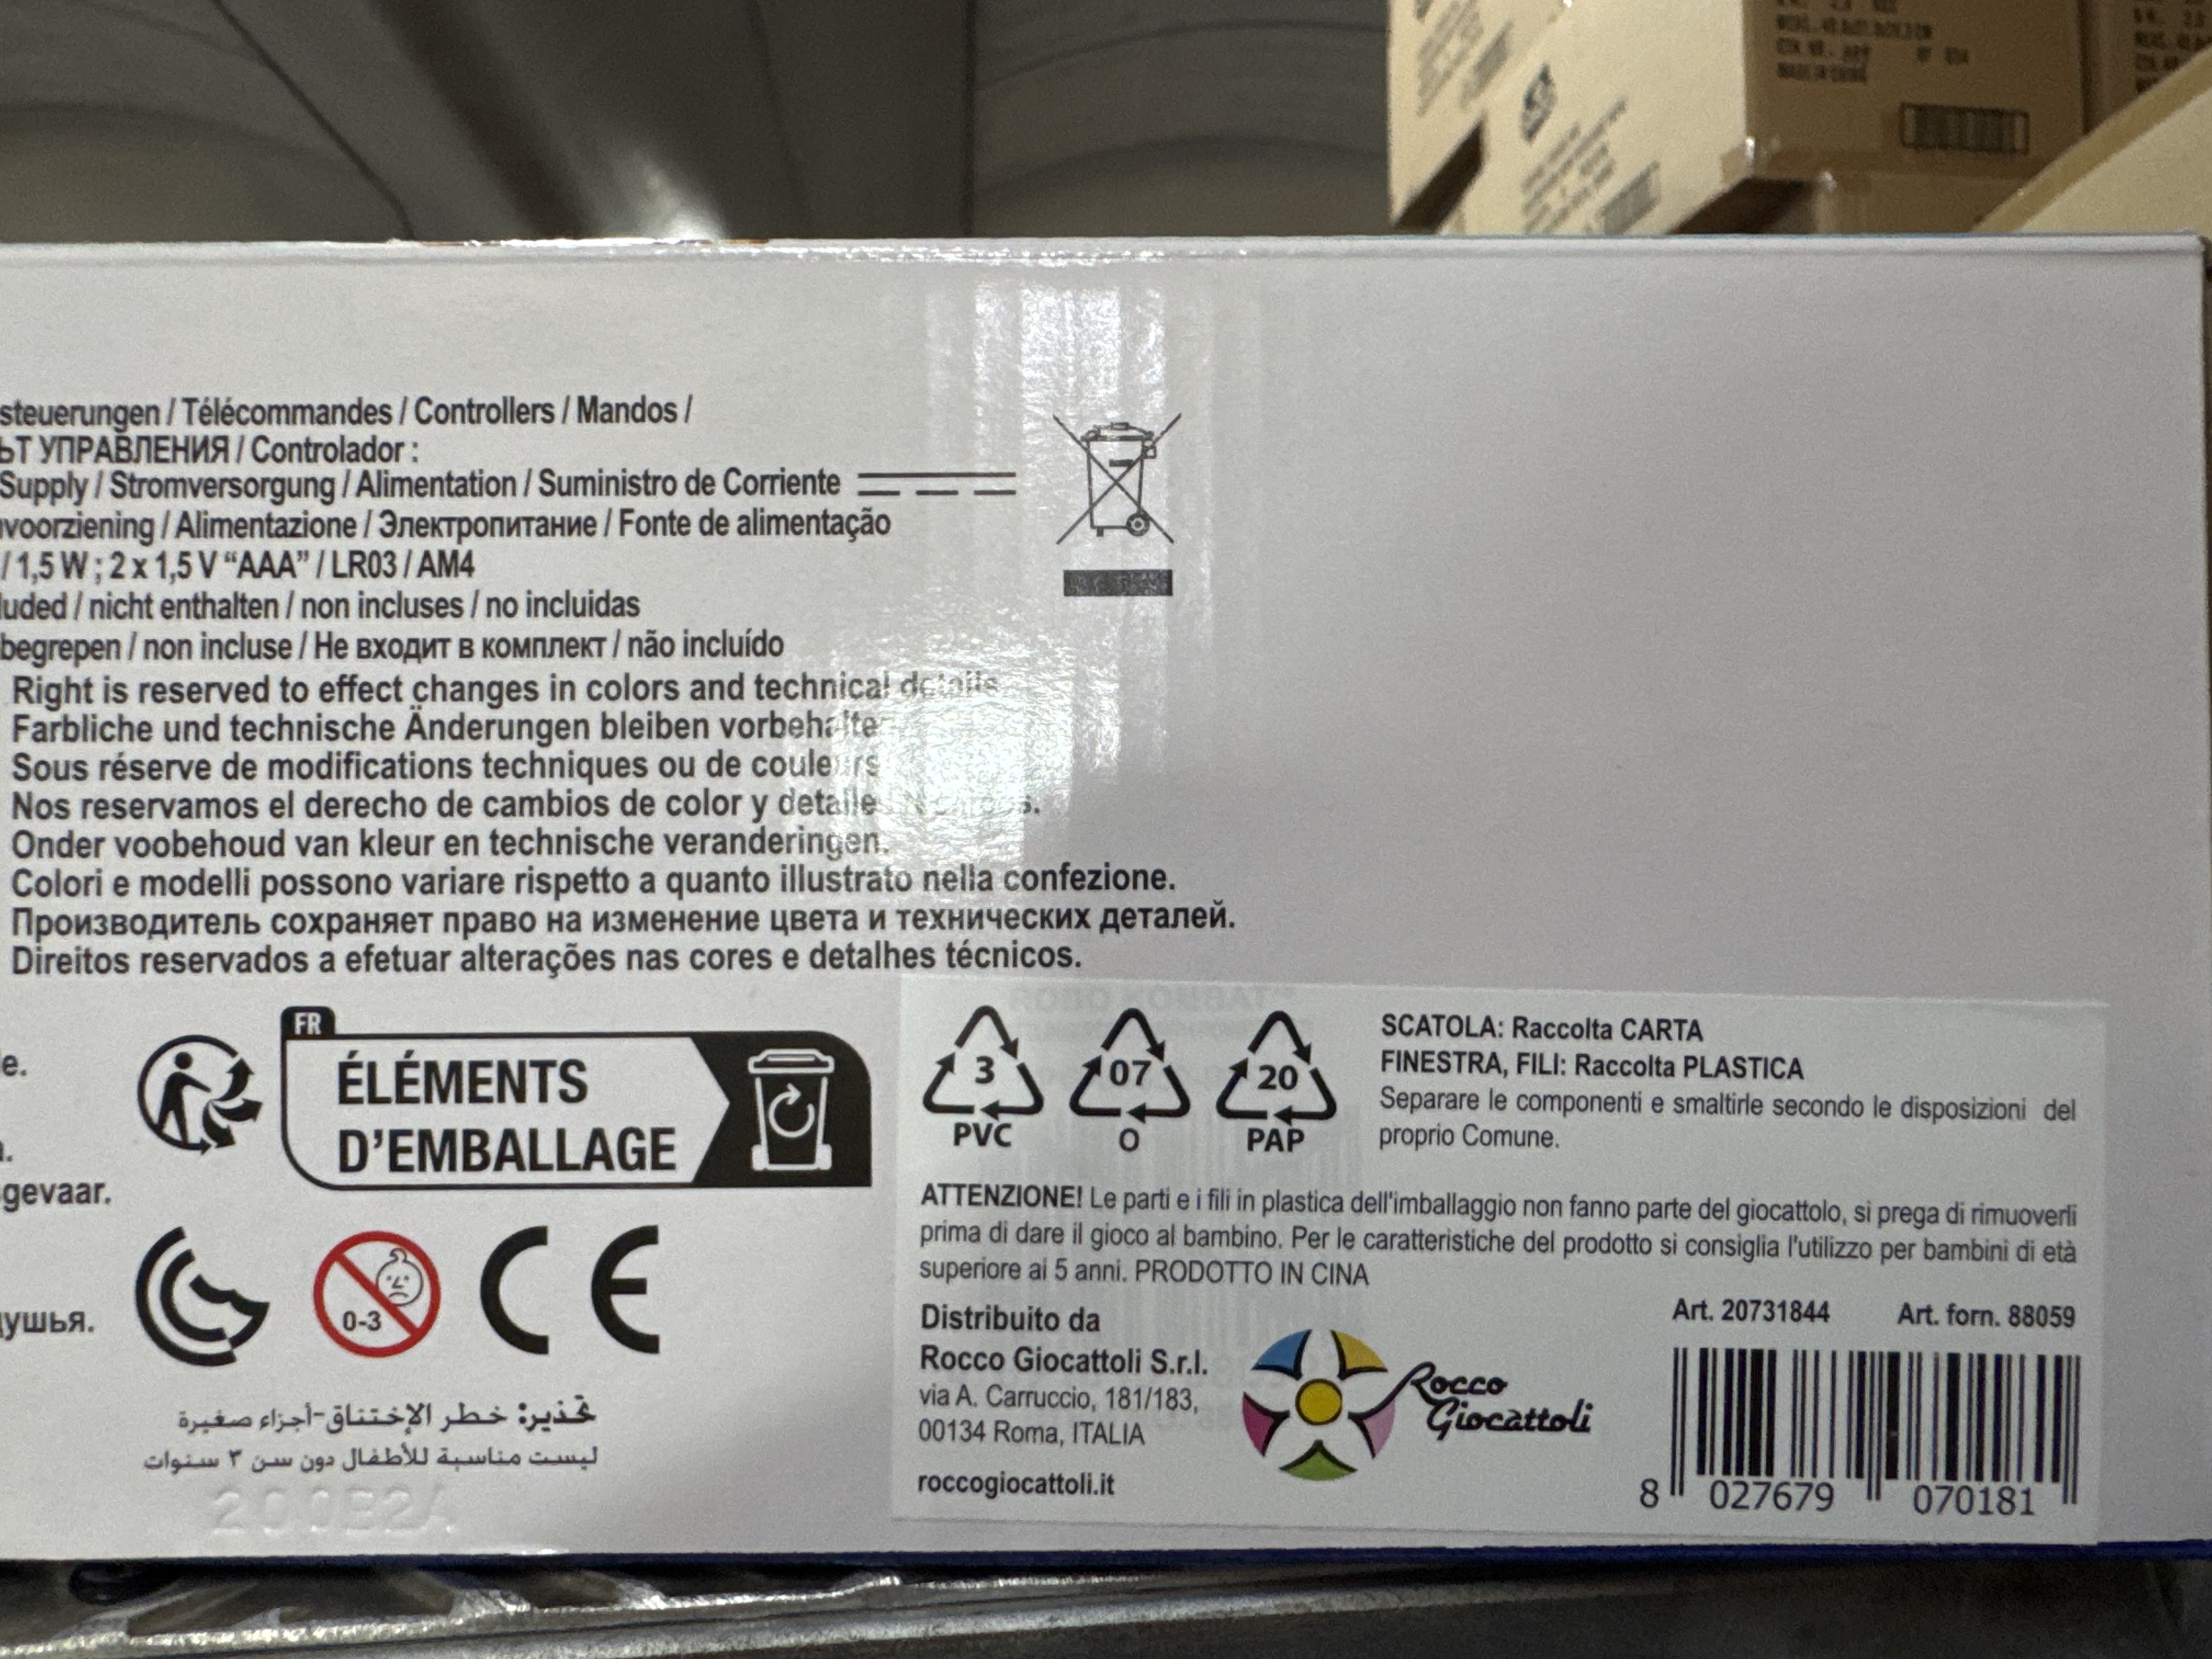 steuerungen / Télécommandes / Controllers / Mandos /
ЬТ УПРАВЛЕНИЯ / Controlador :
Supply / Stromversorgung / Alimentation / Suministro de Corriente
voorziening / Alimentazione / Электропитание / Fonte de alimentação
/ 1,5 W ; 2 x 1,5 V “AAA” / LR03 / AM4
luded / nicht enthalten / non incluses / no incluidas
begrepen / non incluse / Не входит в комплект / não incluído
Right is reserved to effect changes in colors and technical details
Farbliche und technische Änderungen bleiben vorbehalte
Sous réserve de modifications techniques ou de couleurs
Nos reservamos el derecho de cambios de color y detalle
Onder voobehoud van kleur en technische veranderingen.
Colori e modelli possono variare rispetto a quanto illustrato nella confezione.
Производитель сохраняет право на изменение цвета и технических деталей.
Direitos reservados a efetuar alterações nas cores e detalhes técnicos.
e.
gevaar.
ушья.
FR
ÉLÉMENTS
D’EMBALLAGE
0-3
CE
تحذير: خطر الإختناق-أجزاء صغيرة
ليست مناسبة للأطفال دون سن ٣ سنوات
3 07 20
PVC O PAP
SCATOLA: Raccolta CARTA
FINESTRA, FILI: Raccolta PLASTICA
Separare le componenti e smaltirle secondo le disposizioni del
proprio Comune.
ATTENZIONE! Le parti e i fili in plastica dell'imballaggio non fanno parte del giocattolo, si prega di rimuoverli
prima di dare il gioco al bambino. Per le caratteristiche del prodotto si consiglia l'utilizzo per bambini di età
superiore ai 5 anni. PRODOTTO IN CINA
Distribuito da
Rocco Giocattoli S.r.l.
via A. Carruccio, 181/183,
00134 Roma, ITALIA
roccogiocattoli.it
Rocco
Giocattoli
Art. 20731844 Art. forn. 88059
8 027679 070181
MADE IN CHINA